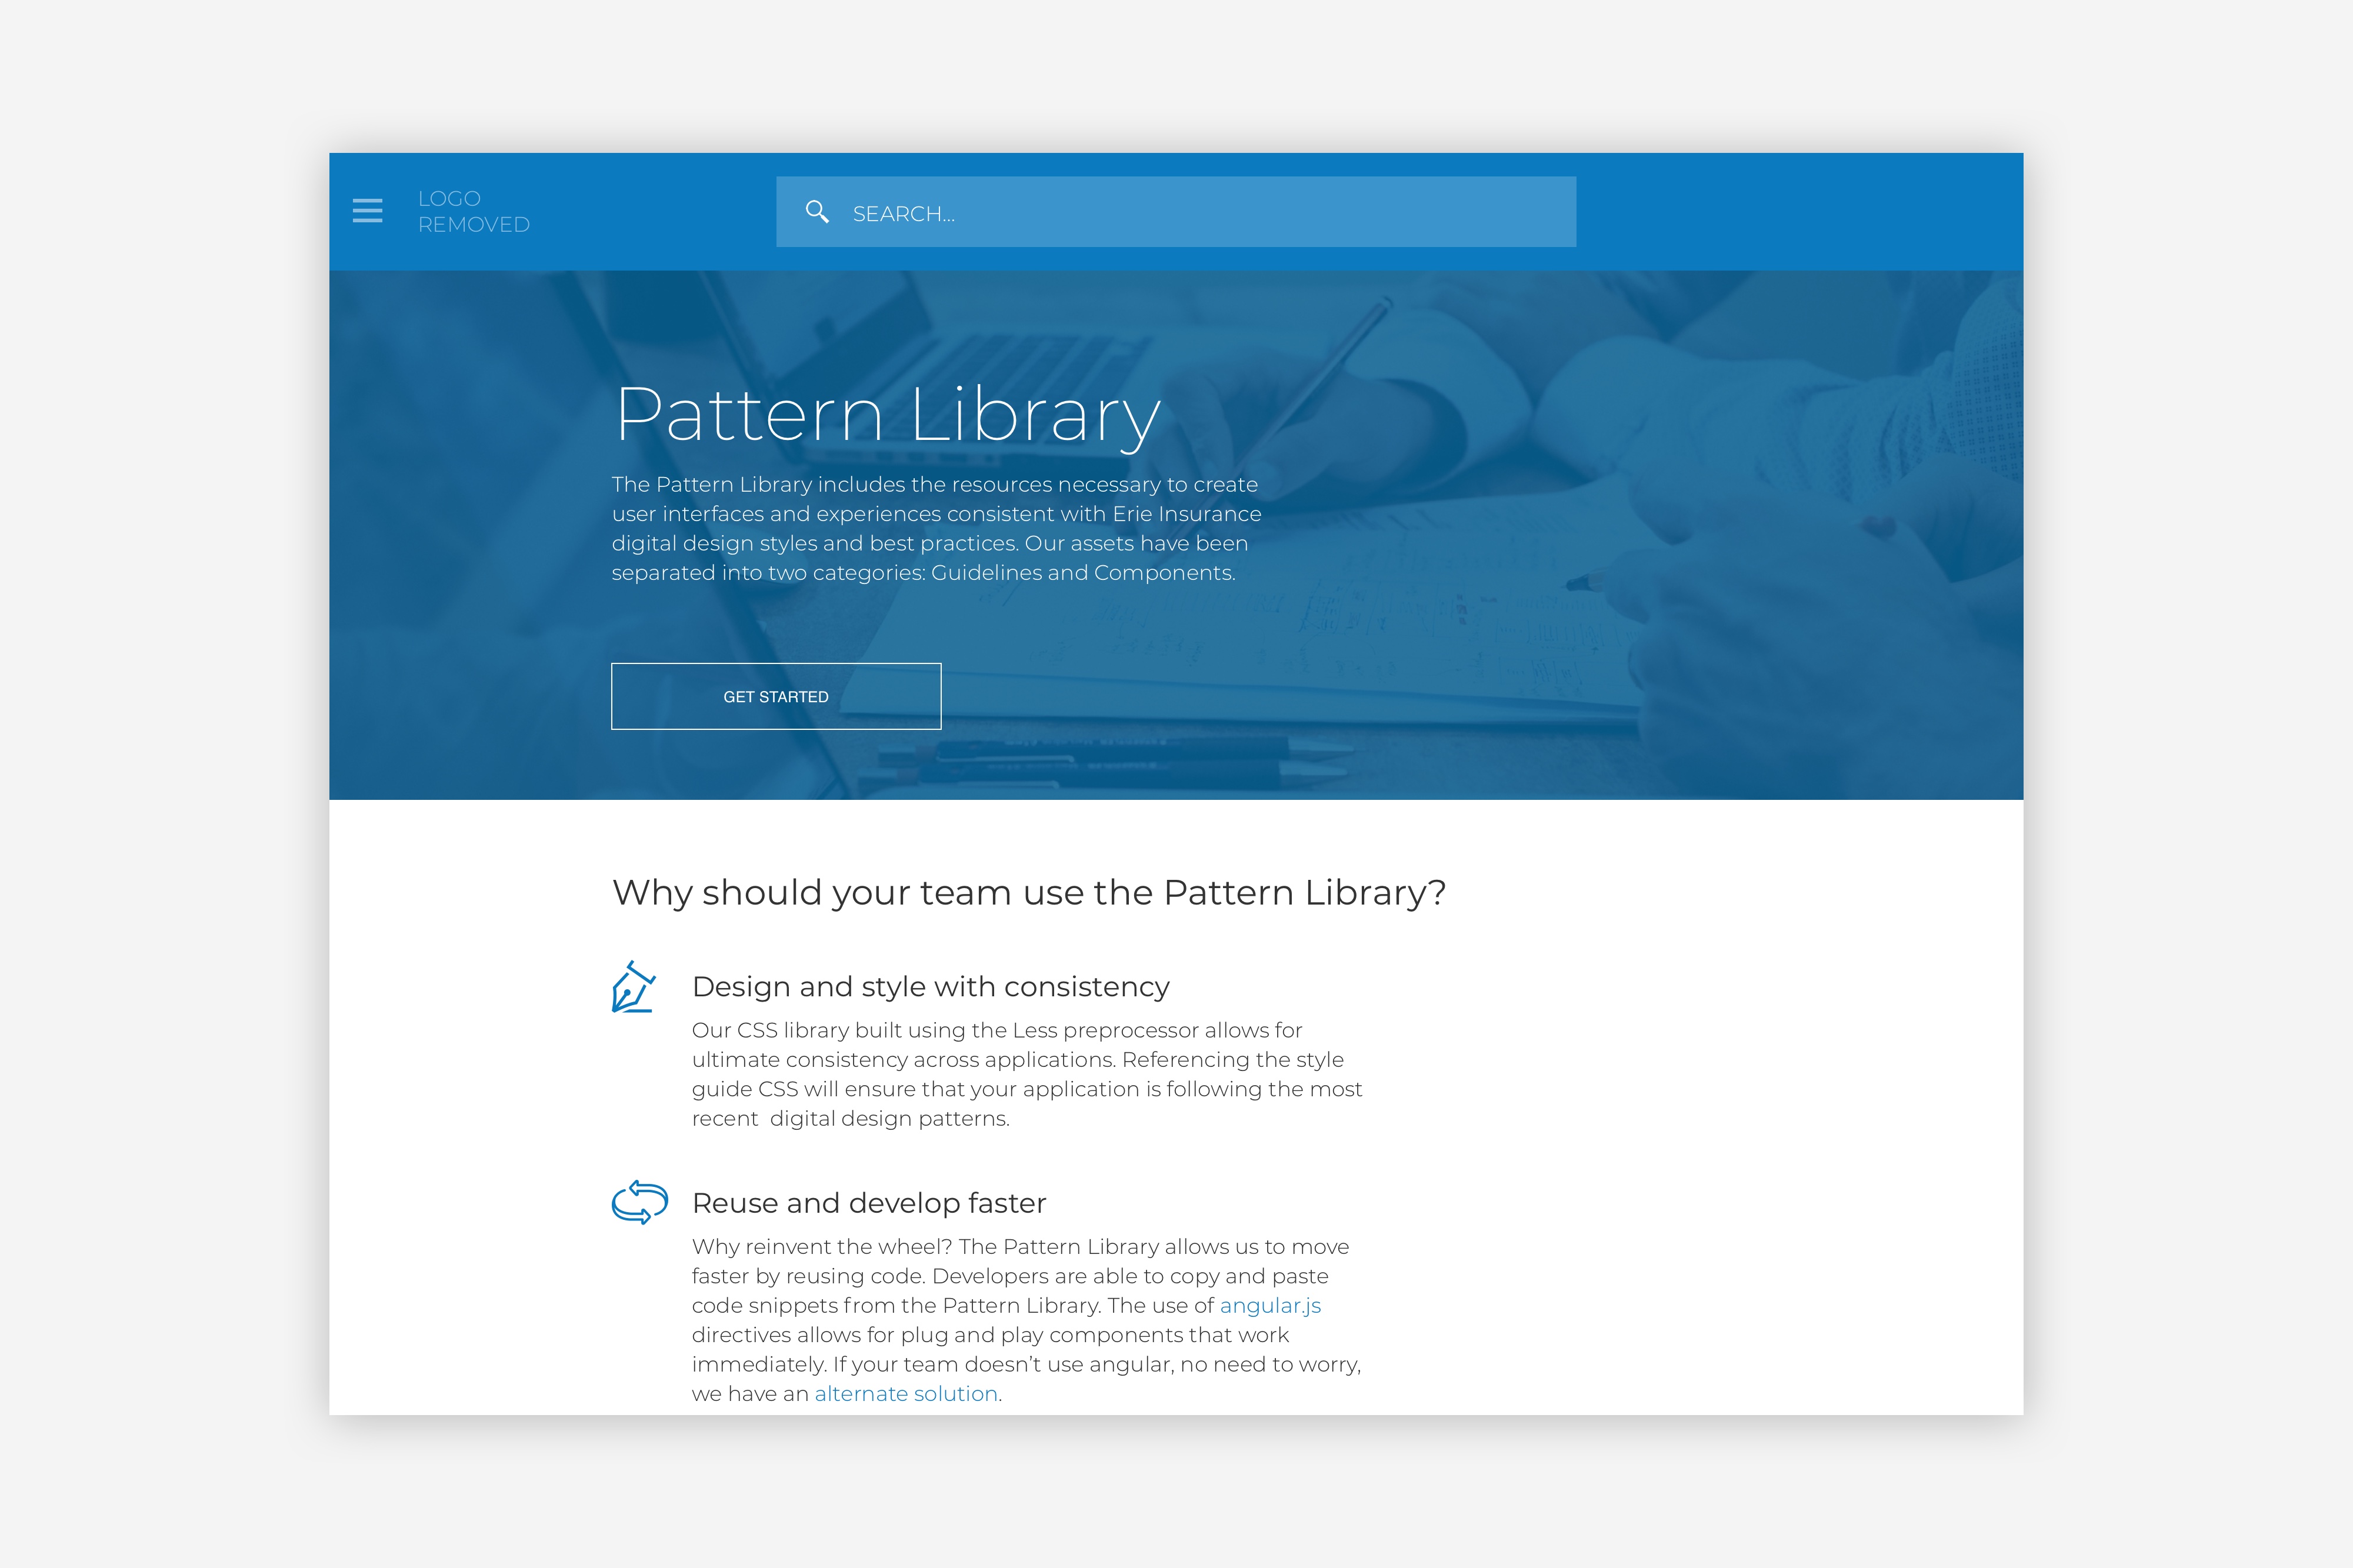 LOGO
REMOVED
SEARCH...
Pattern Library
The Pattern Library includes the resources necessary to create
user interfaces and experiences consistent with Erie Insurance
digital design styles and best practices. Our assets have been
separated into two categories: Guidelines and Components.
GET STARTED
Why should your team use the Pattern Library?
Design and style with consistency
Our CSS library built using the Less preprocessor allows for
ultimate consistency across applications. Referencing the style
guide CSS will ensure that your application is following the most
recent  digital design patterns.
Reuse and develop faster
Why reinvent the wheel? The Pattern Library allows us to move
faster by reusing code. Developers are able to copy and paste
code snippets from the Pattern Library. The use of angular.js
directives allows for plug and play components that work
immediately. If your team doesn’t use angular, no need to worry,
we have an alternate solution.